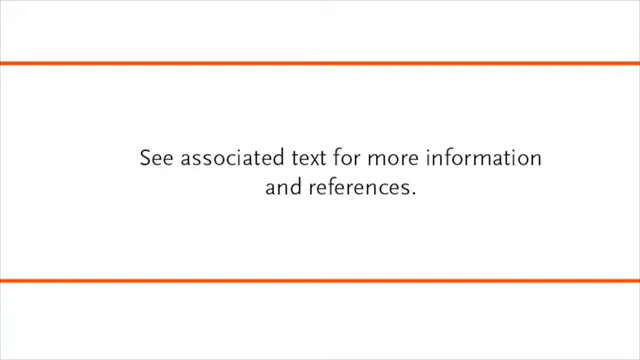 See associated text for more information
and references.